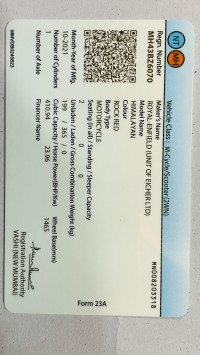 Vehicle Class : M-Cycle/Scooter(2WN)
NT
MH
Regn. Number
MH43BZ6070
Maker's Name
ROYAL-ENFIELD (UNIT OF EICHER LTD)
Model Name
HIMALAYAN
Colour
ROCK RED
Body Type
MOTORCYCLE
Seating (in all) / Standing / Sleeper Capacity
2 0 0
Unladen / Laden / Gross Combination Weight (kg)
199 / 365 / 0
Cubic Capacity / Horse Power(BHP/Kw) Wheel Base(mm)
410.94 / 23.96 1465
Financer Name
Month-Year of Mfg.
10-2021
Number of Cylinders
1
Number of Axle
Registration Authority
VASHI (NEW MUMBAI)
Form 23A